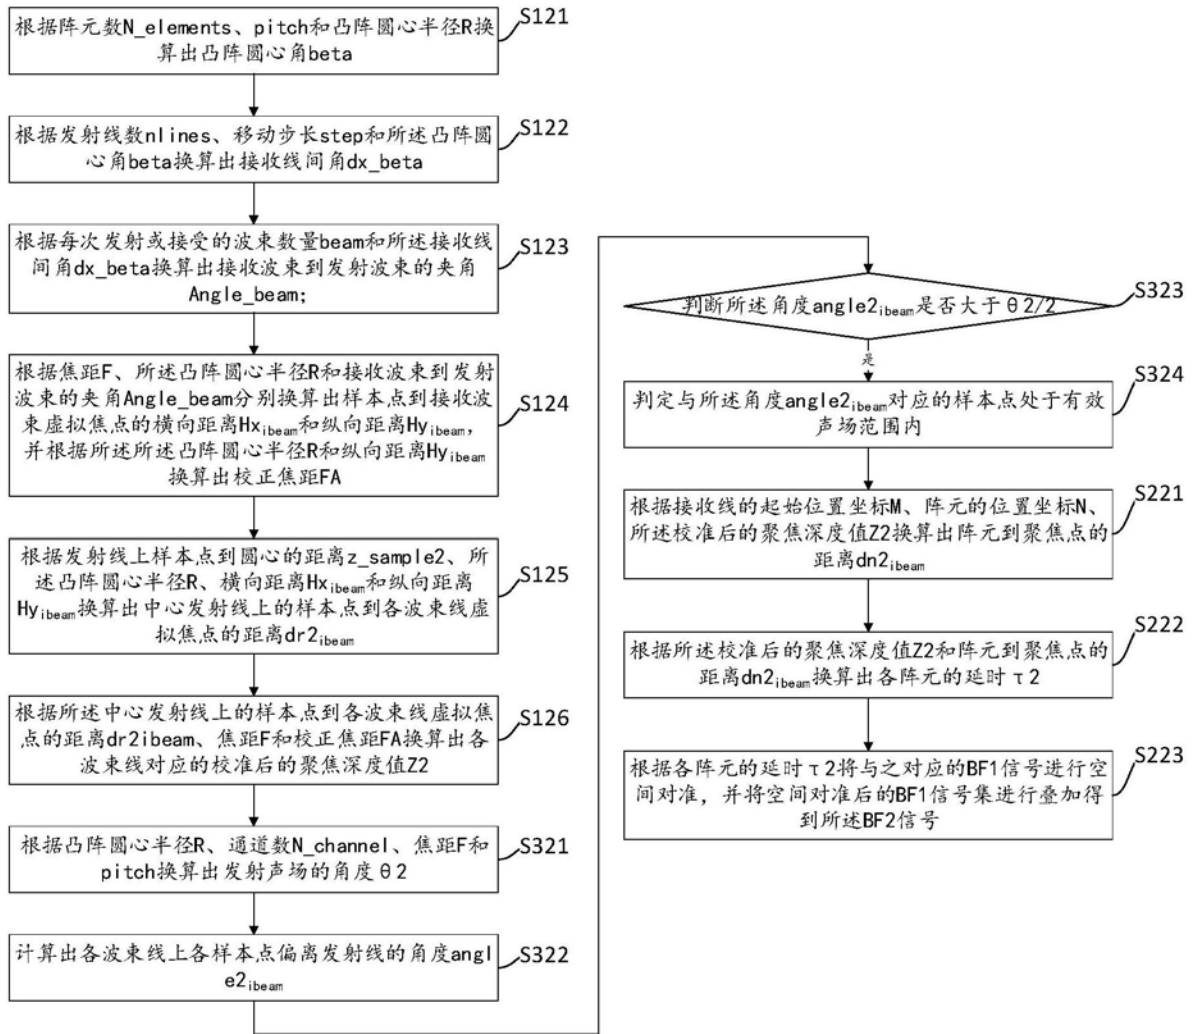 根据阵元数N_elements、pitch和凸阵圆心半径R换
算出凸阵圆心角beta
S121
根据发射线数nlines、移动步长step和所述凸阵圆
心角beta换算出接收线间角dx_beta
S122
根据每次发射或接受的波束数量beam和所述接收线
间角dx_beta换算出接收波束到发射波束的夹角
Angle_beam;
S123
根据焦距F、所述凸阵圆心半径R和接收波束到发射
波束的夹角Angle_beam分别换算出样本点到接收波
束虚拟焦点的横向距离Hxibeam和纵向距离Hyibeam,
并根据所述所述凸阵圆心半径R和纵向距离Hyibeam
换算出校正焦距FA
S124
根据发射线上样本点到圆心的距离z_sample2、所
述凸阵圆心半径R、横向距离Hxibeam和纵向距离
Hyibeam换算出中心发射线上的样本点到各波束线虚
拟焦点的距离dr2ibeam
S125
根据所述中心发射线上的样本点到各波束线虚拟焦
点的距离dr2ibeam、焦距F和校正焦距FA换算出各
波束线对应的校准后的聚焦深度值Z2
S126
根据凸阵圆心半径R、通道数N_channel、焦距F和
pitch换算出发射声场的角度θ2
S321
计算出各波束线上各样本点偏离发射线的角度angl
e2ibeam
S322
判断所述角度angle2ibeam是否大于θ2/2
S323
是
判定与所述角度angle2ibeam对应的样本点处于有效
声场范围内
S324
根据接收线的起始位置坐标M、阵元的位置坐标N、
所述校准后的聚焦深度值Z2换算出阵元到聚焦点的
距离dn2ibeam
S221
根据所述校准后的聚焦深度值Z2和阵元到聚焦点的
距离dn2ibeam换算出各阵元的延时τ2
S222
根据各阵元的延时τ2将与之对应的BF1信号进行空
间对准，并将空间对准后的BF1信号集进行叠加得
到所述BF2信号
S223